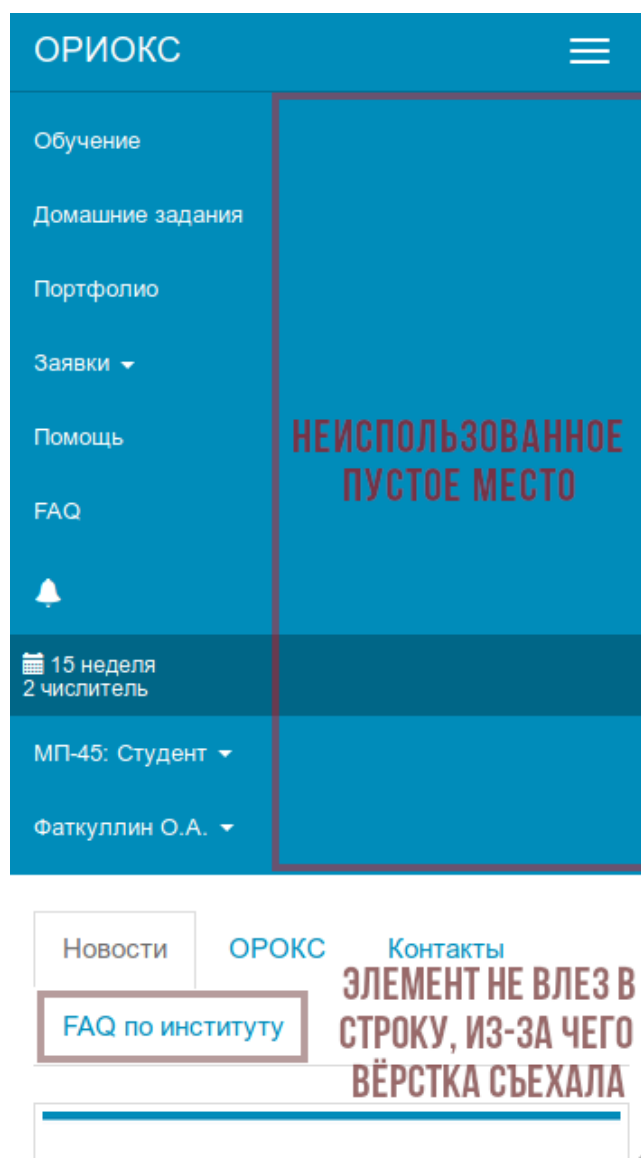 ОРИОКС
Обучение
Домашние задания
Портфолио
Заявки
Помощь
FAQ
НЕИСПОЛЬЗОВАННОЕ
ПУСТОЕ МЕСТО
15 неделя
2 числитель
МП-45: Студент
Фаткуллин О.А.
Новости ОРОКС Контакты
FAQ по институту
ЭЛЕМЕНТ НЕ ВЛЕЗ В
СТРОКУ, ИЗ-ЗА ЧЕГО
ВЁРСТКА СЪЕХАЛА